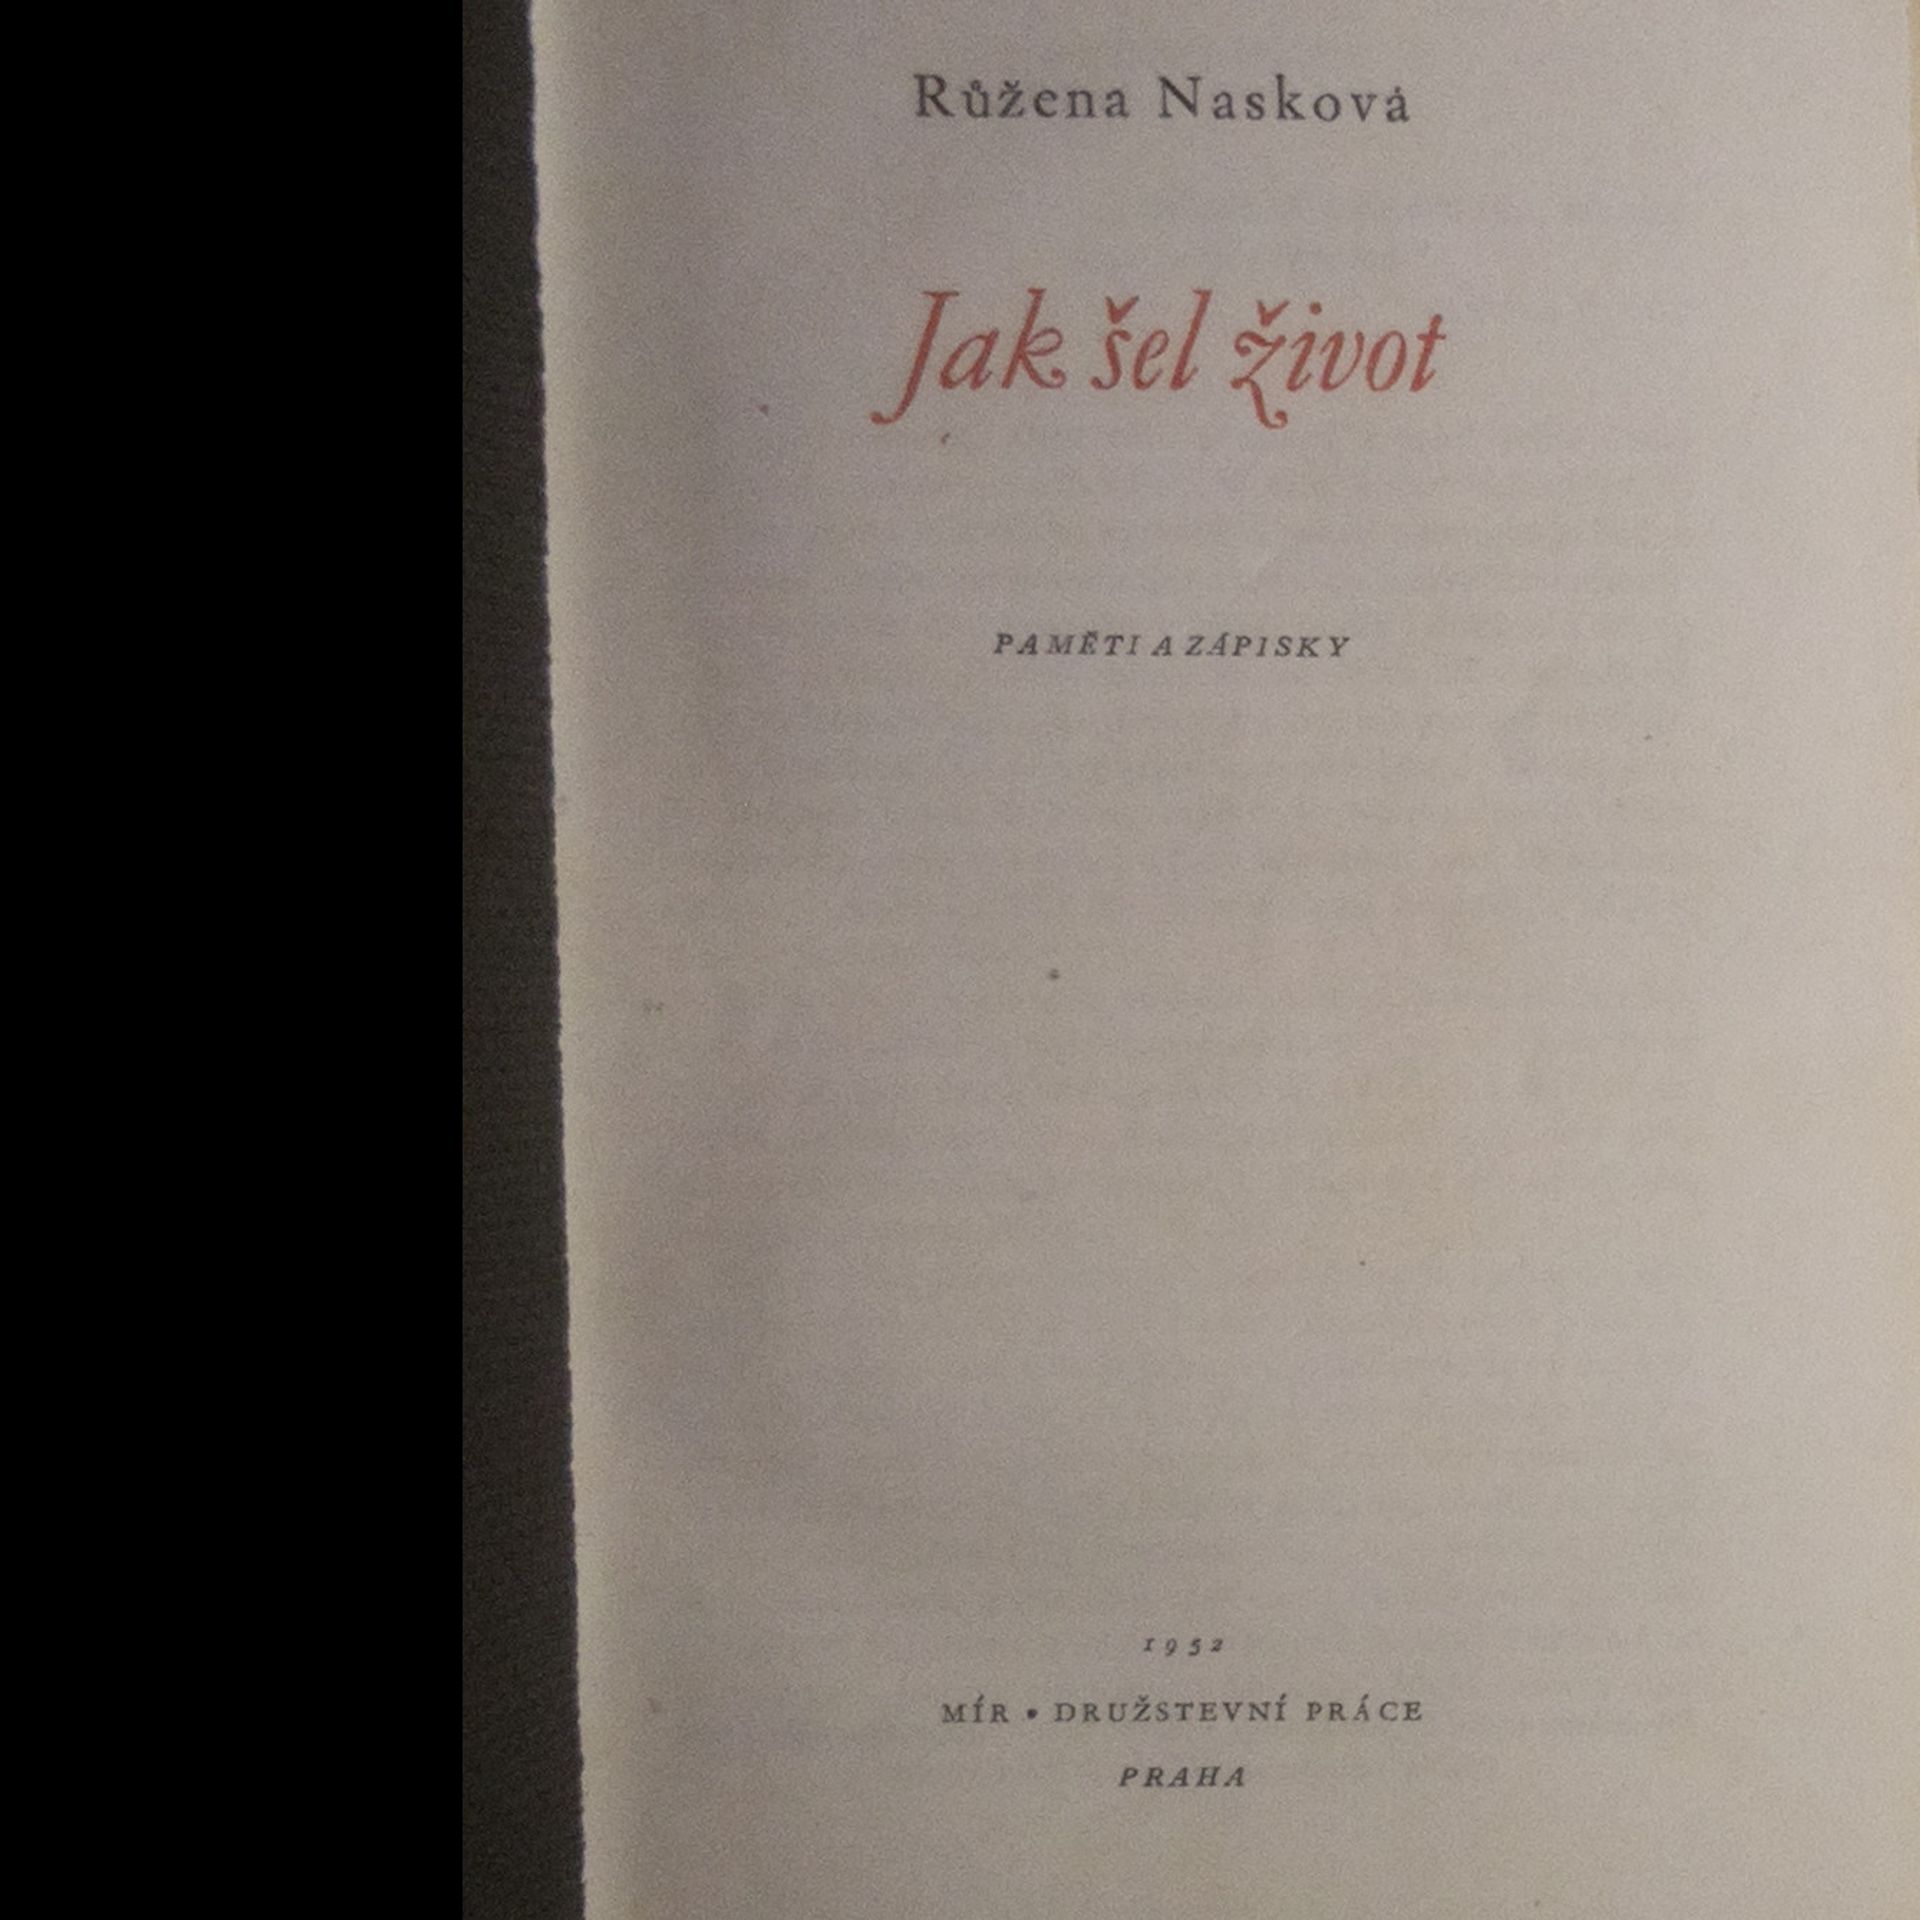 Růžena Nasková
Jak šel život
PAMĚTI A ZÁPISKY
1952
MÍR • DRUŽSTEVNÍ PRÁCE
PRAHA